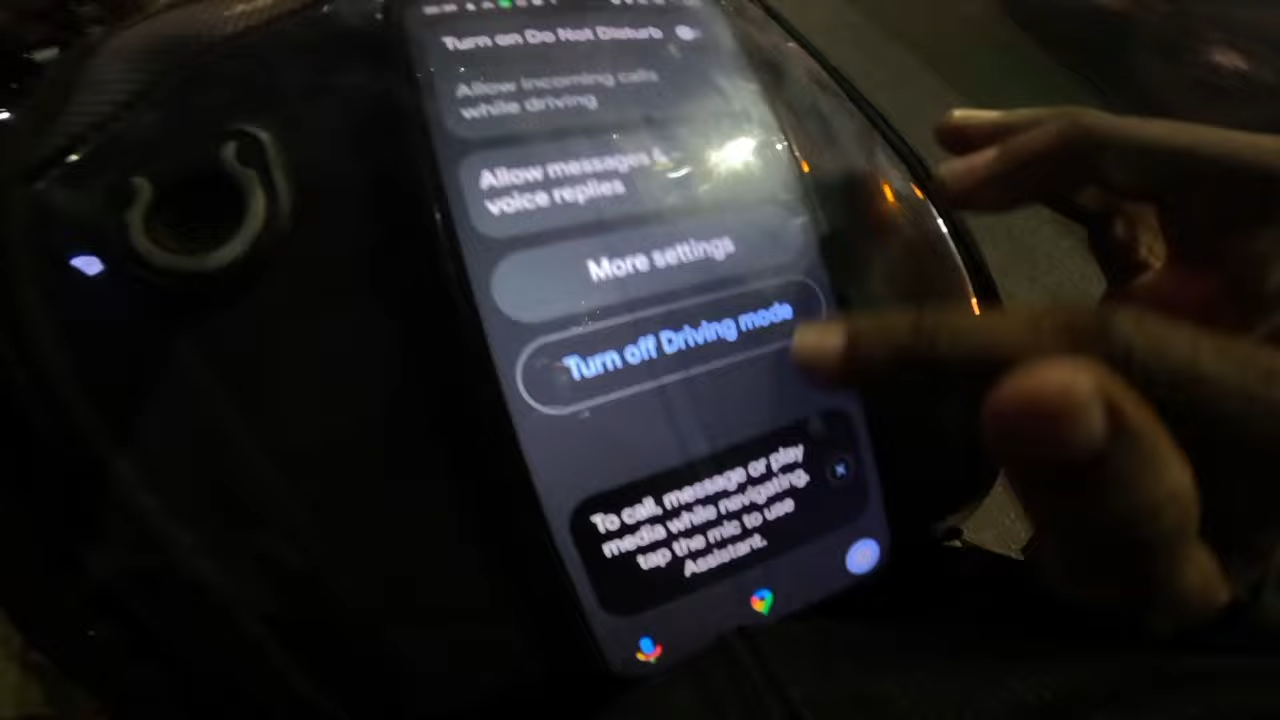 Turn on Do Not Disturb
Allow incoming calls
while driving
Allow messages &
voice replies
More settings
Turn off Driving mode
To call, message or play
media while navigating,
tap the mic to use
Assistant.